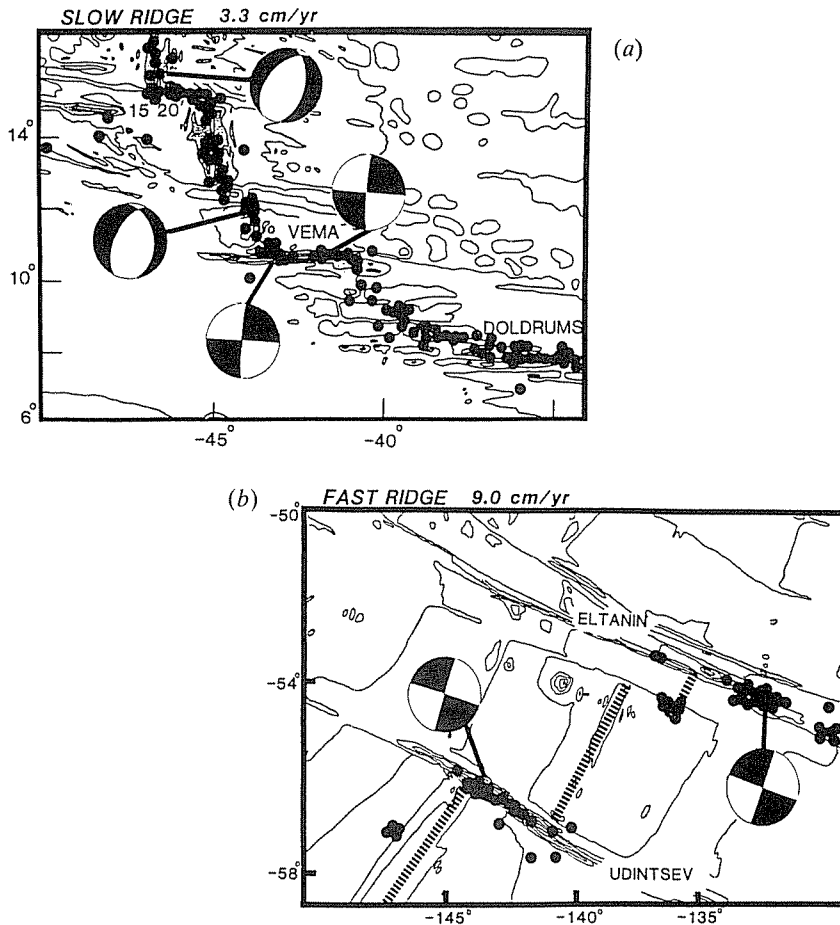 SLOW RIDGE 3.3 cm/yr
(a)
15 20
14°
VEMA
10°
DOLDRUMS
6°
-45° -40°
(b) FAST RIDGE 9.0 cm/yr
-50°
ELTANIN
-54°
-58°
UDINTSEV
-145° -140° -135°